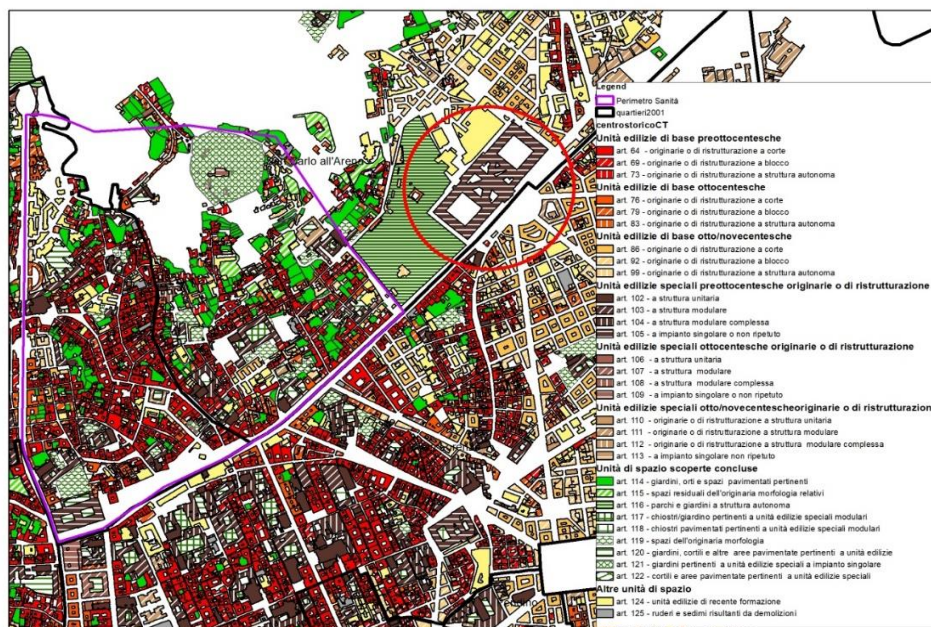 San Carlo all'Arena
Legend
Perimetro Sanità
quartieri2001
centrostoricoCT
Unità edilizie di base preottocentesche
art. 64 - originarie o di ristrutturazione a corte
art. 69 - originarie o di ristrutturazione a blocco
art. 73 - originarie o di ristrutturazione a struttura autonoma
Unità edilizie di base ottocentesche
art. 76 - originarie o di ristrutturazione a corte
art. 79 - originarie o di ristrutturazione a blocco
art. 83 - originarie o di ristrutturazione a struttura autonoma
Unità edilizie di base otto/novecentesche
art. 86 - originarie o di ristrutturazione a corte
art. 92 - originarie o di ristrutturazione a blocco
art. 99 - originarie o di ristrutturazione a struttura autonoma
Unità edilizie speciali preottocentesche originarie o di ristrutturazione
art. 102 - a struttura unitaria
art. 103 - a struttura modulare
art. 104 - a struttura modulare complessa
art. 105 - a impianto singolare o non ripetuto
Unità edilizie speciali ottocentesche originarie o di ristrutturazione
art. 106 - a struttura unitaria
art. 107 - a struttura modulare
art. 108 - a struttura modulare complessa
art. 109 - a impianto singolare o non ripetuto
Unità edilizie speciali otto/novecentescheoriginarie o di ristrutturazion
art. 110 - originarie o di ristrutturazione a struttura unitaria
art. 111 - originarie o di ristrutturazione a struttura modulare
art. 112 - originarie o di ristrutturazione a struttura modulare complessa
art. 113 - a impianto singolare non ripetuto
Unità di spazio scoperte concluse
art. 114 - giardini, orti e spazi pavimentati pertinenti
art. 115 - spazi residuali dell'originaria morfologia relativi
art. 116 - parchi e giardini a struttura autonoma
art. 117 - chiostri/giardino pertinenti a unità edilizie speciali modulari
art. 118 - chiostri pavimentati pertinenti a unità edilizie speciali modulari
art. 119 - spazi dell'originaria morfologia
art. 120 - giardini, cortili e altre aree pavimentate pertinenti a unità edilizie
art. 121 - giardini pertinenti a unità edilizie speciali a impianto singolare
art. 122 - cortili e aree pavimentate pertinenti a unità edilizie speciali
Altre unità di spazio
art. 124 - unità edilizie di recente formazione
art. 125 - ruderi e sedimi risultanti da demolizioni